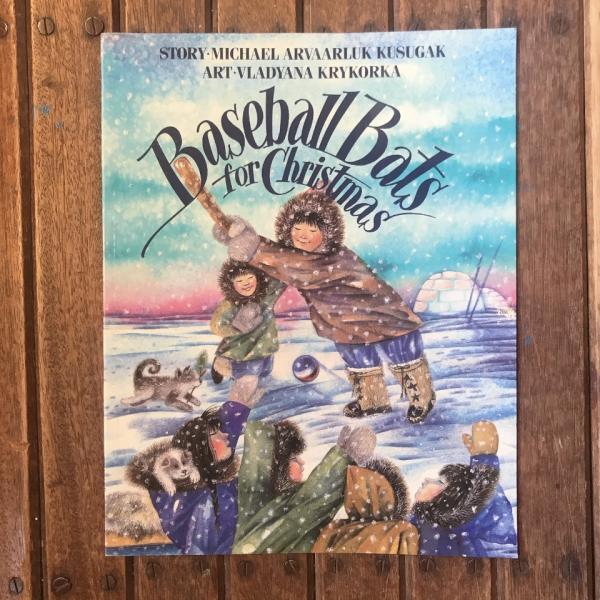 STORY·MICHAEL ARVAARLUK KUSUGAK
ART·VLADYANA KRYKORKA
Baseball Bats
for Christmas